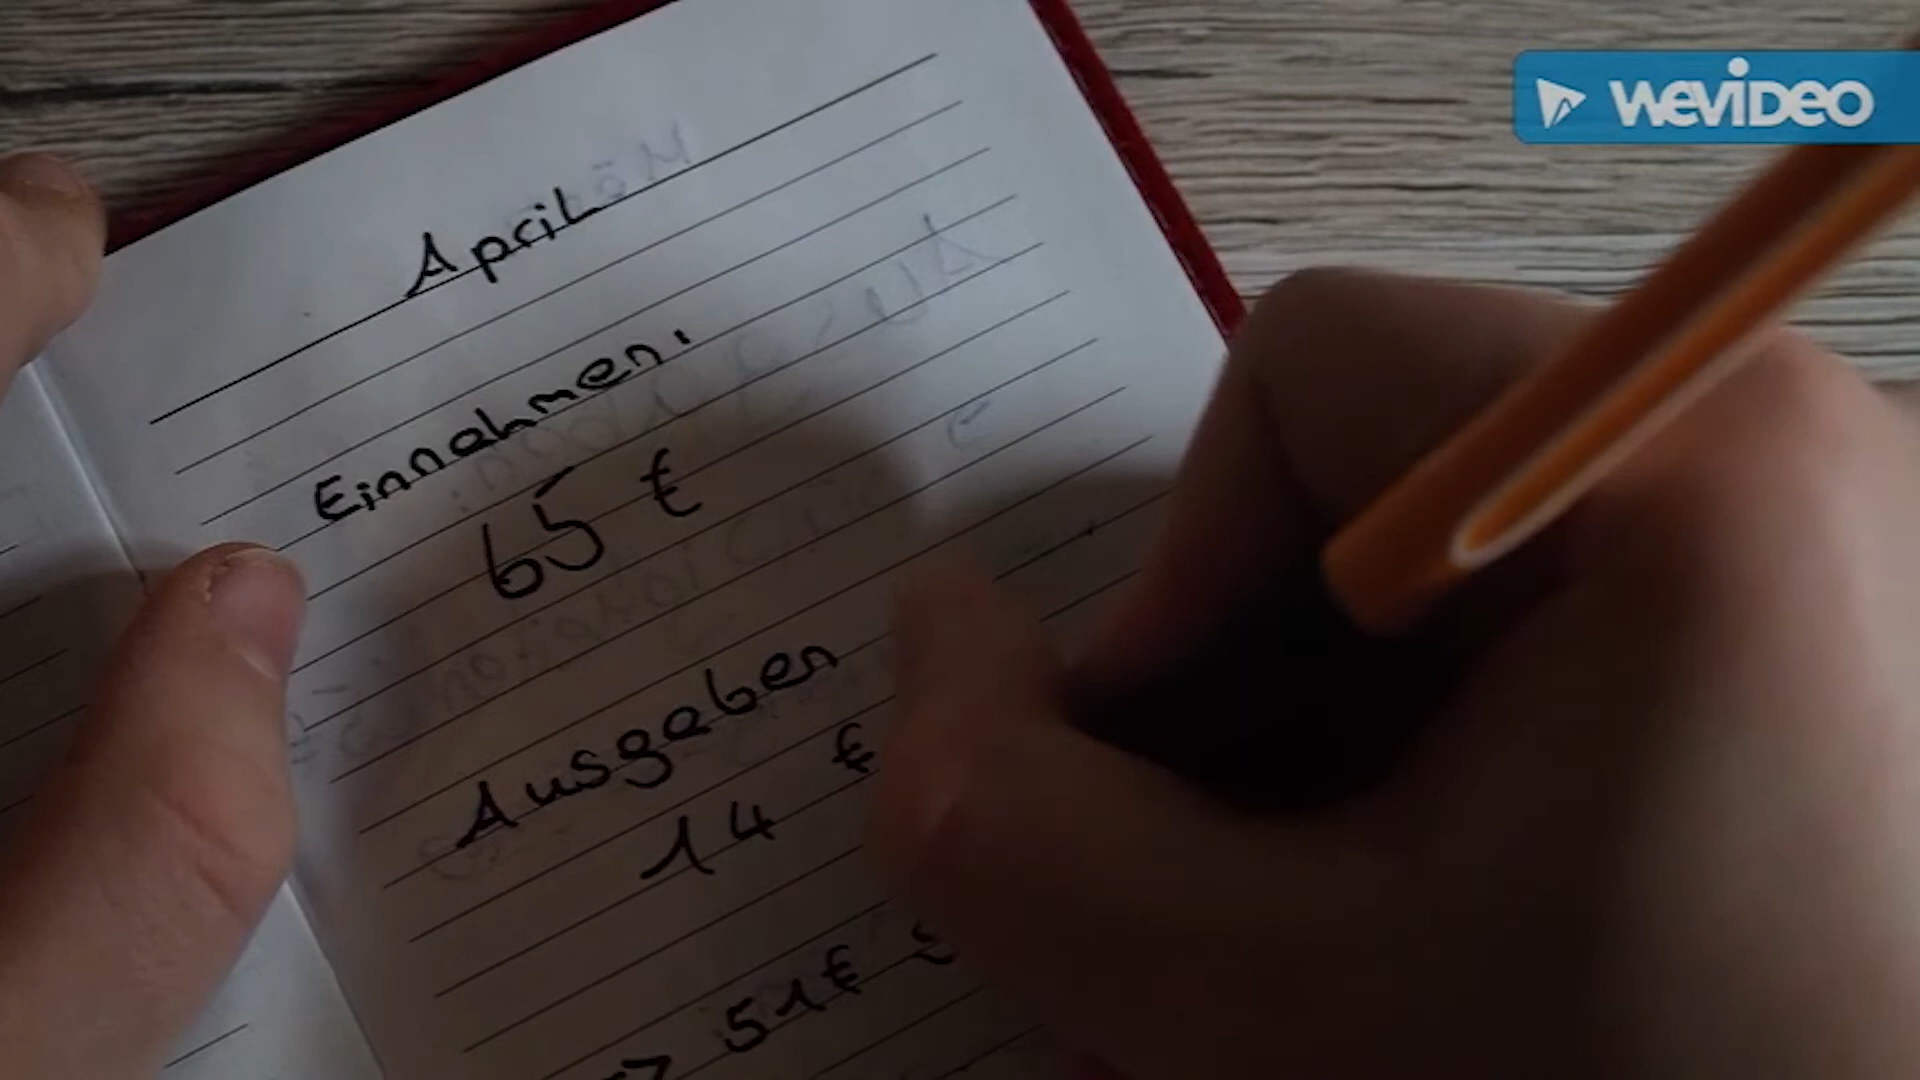 WEVIDEO
April
Einnahmen:
65 €
Ausgaben
14 €
-> 51€